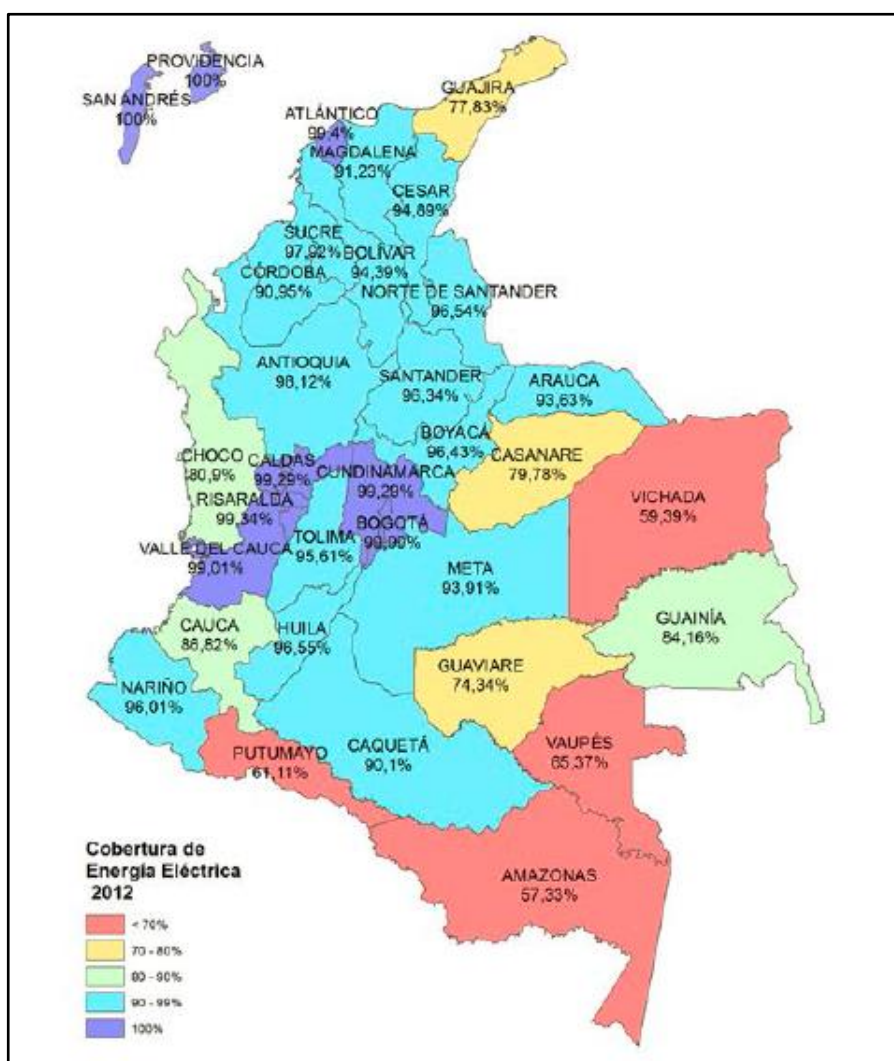 PROVIDENCIA
100%
SAN ANDRÉS
100%
GUAJIRA
77,83%
ATLÁNTICO
99,4%
MAGDALENA
91,23%
CESAR
94,89%
SUCRE
97,92%
BOLÍVAR
94,39%
CÓRDOBA
90,95%
NORTE DE SANTANDER
96,54%
ANTIOQUIA
98,12%
SANTANDER
96,34%
ARAUCA
93,63%
BOYACÁ
96,43%
CASANARE
79,78%
CHOCO
80,9%
CALDAS
99,29%
CUNDINAMARCA
99,29%
RISARALDA
99,34%
BOGOTÁ
99,99%
VICHADA
59,39%
TOLIMA
95,61%
VALLE DEL CAUCA
99,01%
META
93,91%
GUAINÍA
84,16%
CAUCA
86,82%
HUILA
96,55%
GUAVIARE
74,34%
NARIÑO
96,01%
VAUPÉS
65,37%
PUTUMAYO
61,11%
CAQUETÁ
90,1%
AMAZONAS
57,33%
Cobertura de
Energía Eléctrica
2012
< 70%
70 - 80%
80 - 90%
90 - 99%
100%